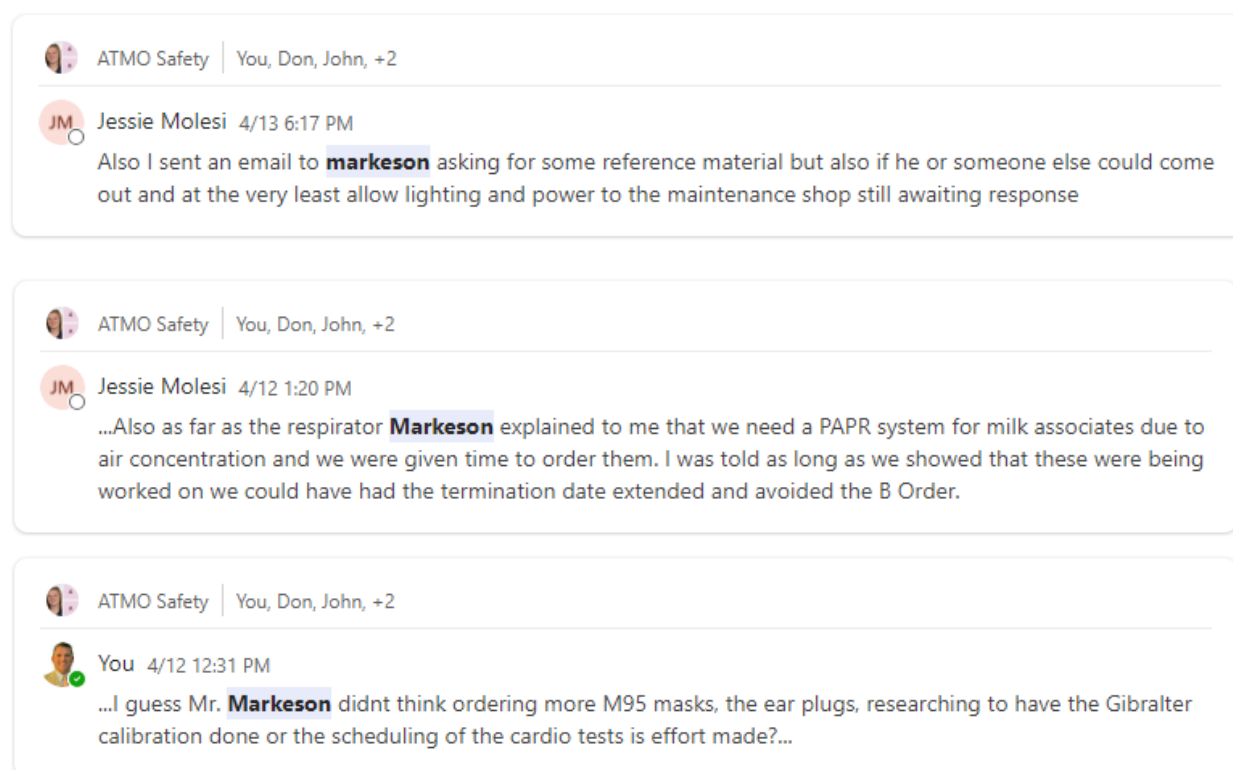 ATMO Safety | You, Don, John, +2
JM Jessie Molesi 4/13 6:17 PM
Also I sent an email to markeson asking for some reference material but also if he or someone else could come
out and at the very least allow lighting and power to the maintenance shop still awaiting response
ATMO Safety | You, Don, John, +2
JM Jessie Molesi 4/12 1:20 PM
...Also as far as the respirator Markeson explained to me that we need a PAPR system for milk associates due to
air concentration and we were given time to order them. I was told as long as we showed that these were being
worked on we could have had the termination date extended and avoided the B Order.
ATMO Safety | You, Don, John, +2
You 4/12 12:31 PM
...I guess Mr. Markeson didnt think ordering more M95 masks, the ear plugs, researching to have the Gibralter
calibration done or the scheduling of the cardio tests is effort made?...